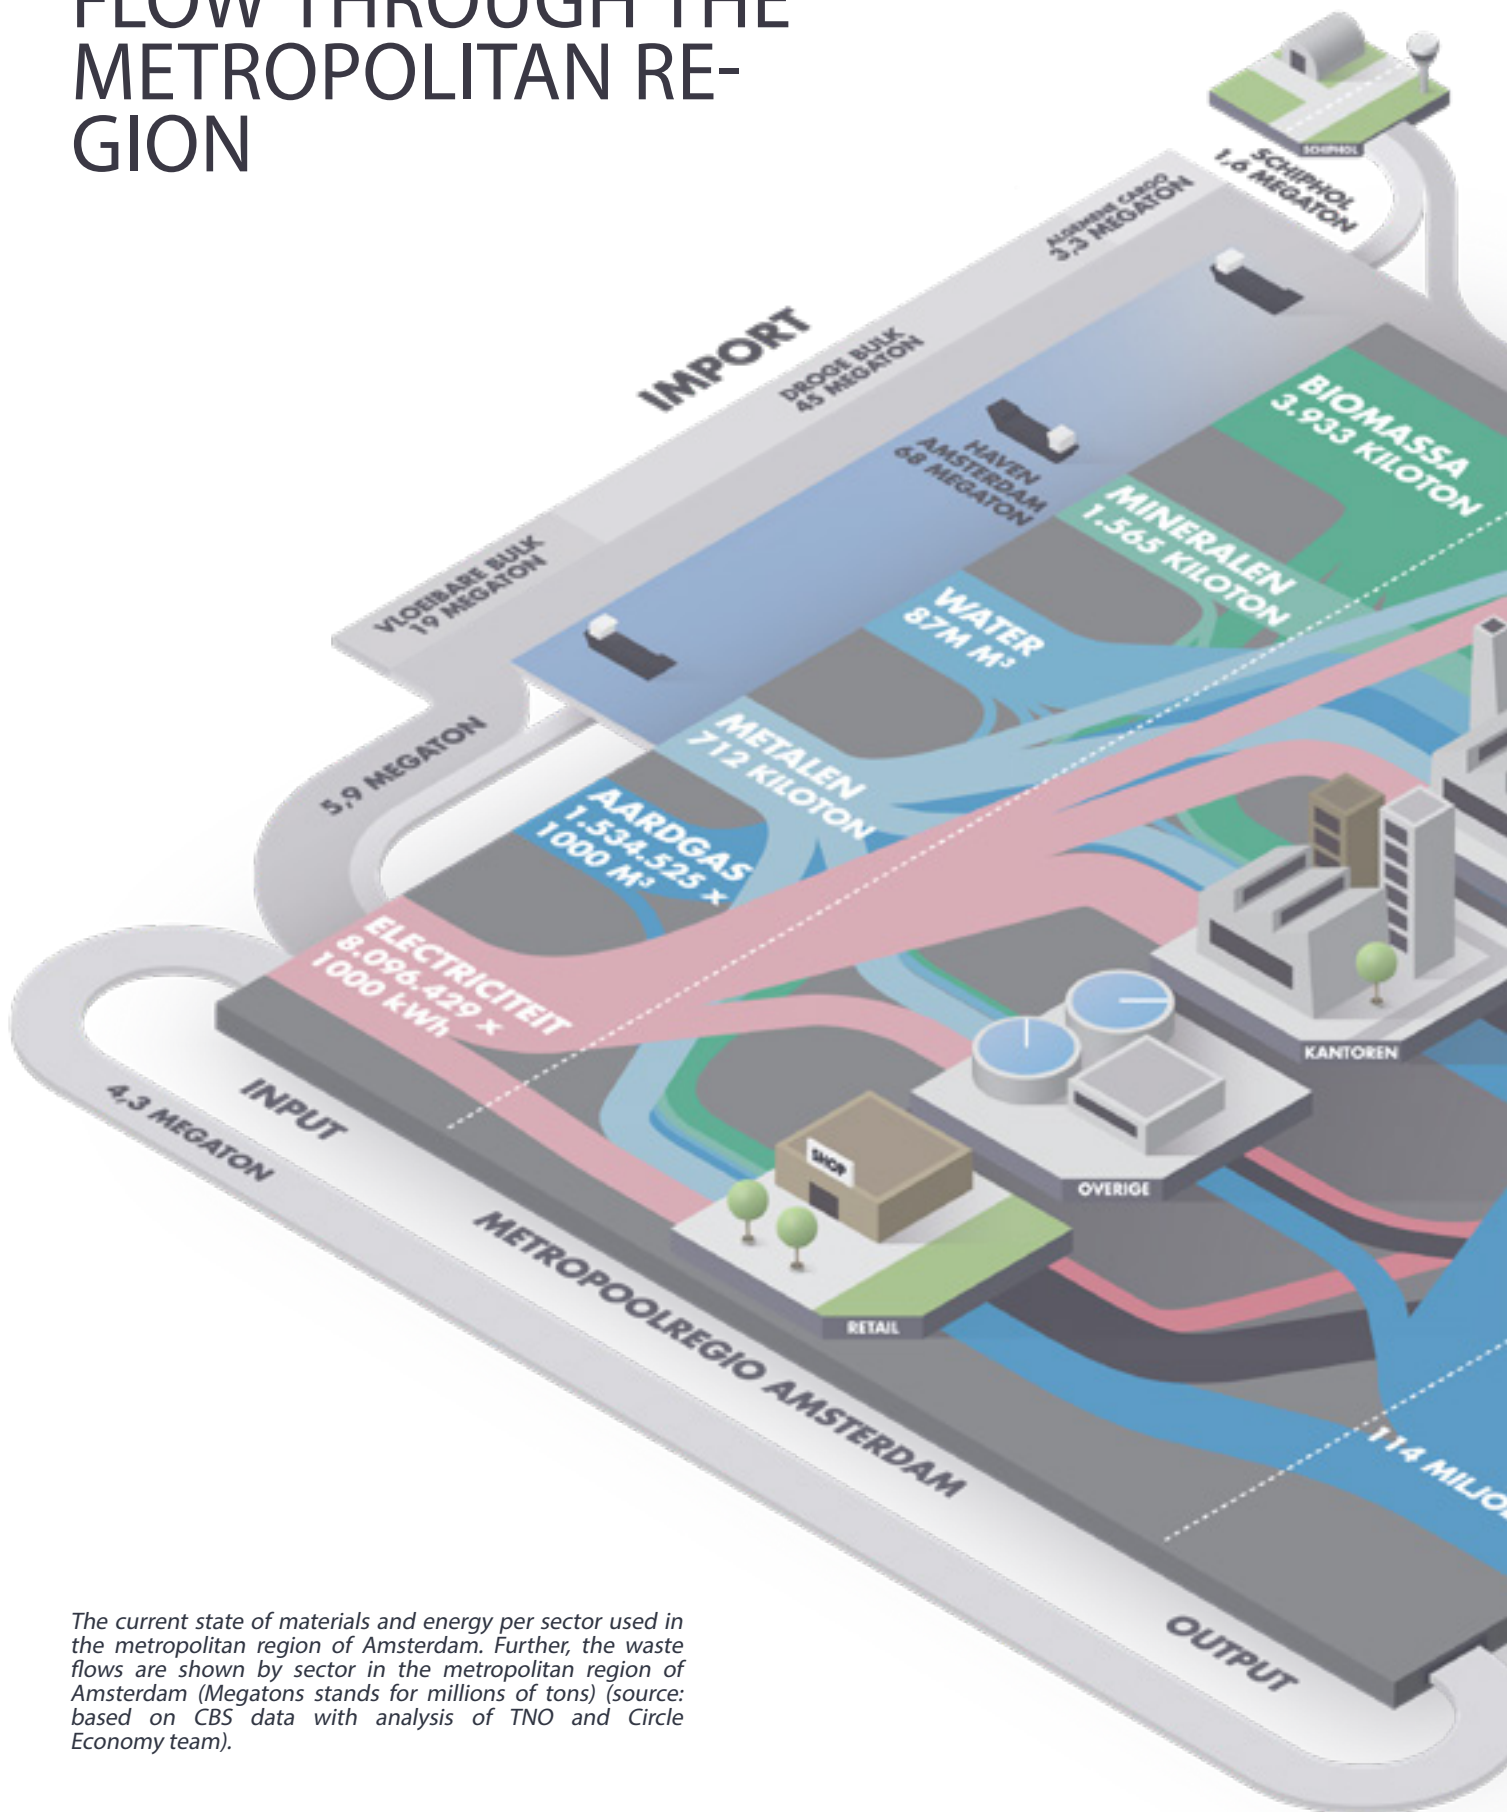 FLOW THROUGH THE
METROPOLITAN RE-
GION
SCHIPHOL
SCHIPHOL
1,6 MEGATON
ALGEMENE CARGO
3,3 MEGATON
IMPORT
DROGE BULK
45 MEGATON
HAVEN
AMSTERDAM
68 MEGATON
VLOEIBARE BULK
19 MEGATON
5,9 MEGATON
BIOMASSA
3.933 KILOTON
MINERALEN
1.565 KILOTON
WATER
87M M³
METALEN
712 KILOTON
AARDGAS
1.534.525 x
1000 M³
ELECTRICITEIT
8.096.429 x
1000 kWh
KANTOREN
OVERIGE
SHOP
RETAIL
4,3 MEGATON
INPUT
METROPOOLREGIO AMSTERDAM
OUTPUT
114 MILJO
The current state of materials and energy per sector used in
the metropolitan region of Amsterdam. Further, the waste
flows are shown by sector in the metropolitan region of
Amsterdam (Megatons stands for millions of tons) (source:
based on CBS data with analysis of TNO and Circle
Economy team).